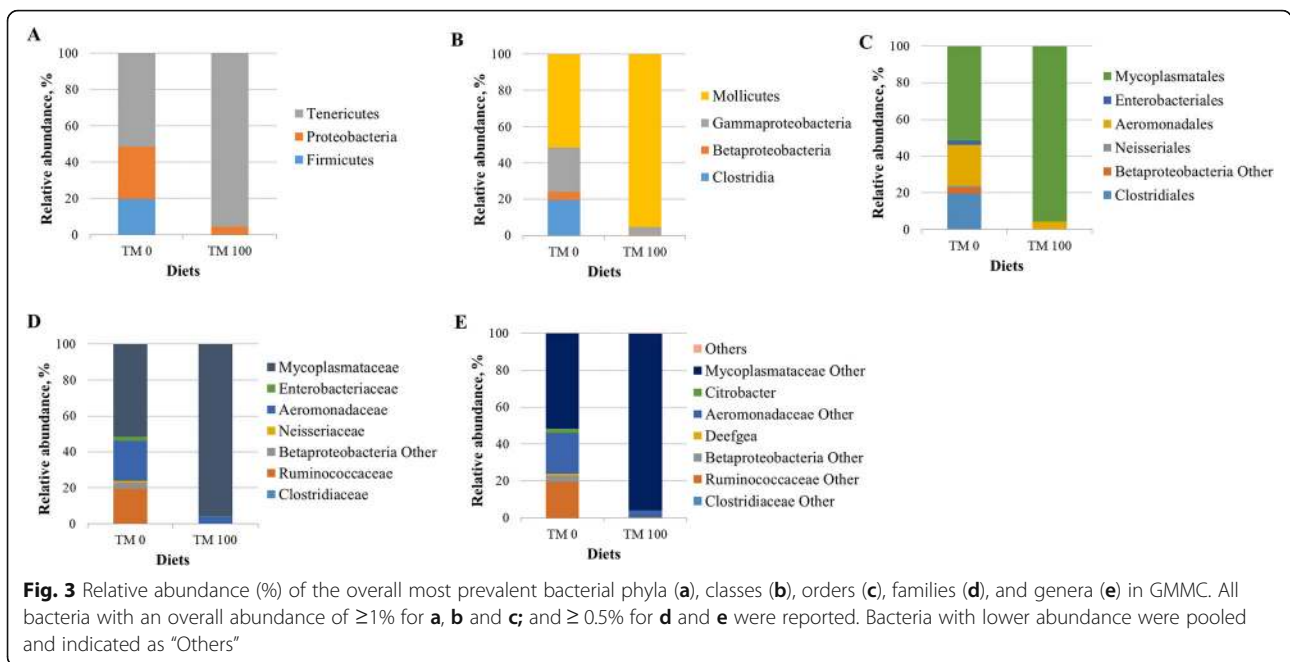 A
Relative abundance, %
100
80
60
40
20
0
TM 0 TM 100
Diets
Tenericutes
Proteobacteria
Firmicutes
B
Relative abundance, %
100
80
60
40
20
0
TM 0 TM 100
Diets
Mollicutes
Gammaproteobacteria
Betaproteobacteria
Clostridia
C
Relative abundance, %
100
80
60
40
20
0
TM 0 TM 100
Diets
Mycoplasmatales
Enterobacteriales
Aeromonadales
Neisseriales
Betaproteobacteria Other
Clostridiales
D
Relative abundance, %
100
80
60
40
20
0
TM 0 TM 100
Diets
Mycoplasmataceae
Enterobacteriaceae
Aeromonadaceae
Neisseriaceae
Betaproteobacteria Other
Ruminococcaceae
Clostridiaceae
E
Relative abundance, %
100
80
60
40
20
0
TM 0 TM 100
Diets
Others
Mycoplasmataceae Other
Citrobacter
Aeromonadaceae Other
Deefgea
Betaproteobacteria Other
Ruminococcaceae Other
Clostridiaceae Other
Fig. 3 Relative abundance (%) of the overall most prevalent bacterial phyla (a), classes (b), orders (c), families (d), and genera (e) in GMMC. All
bacteria with an overall abundance of ≥1% for a, b and c; and ≥ 0.5% for d and e were reported. Bacteria with lower abundance were pooled
and indicated as “Others”